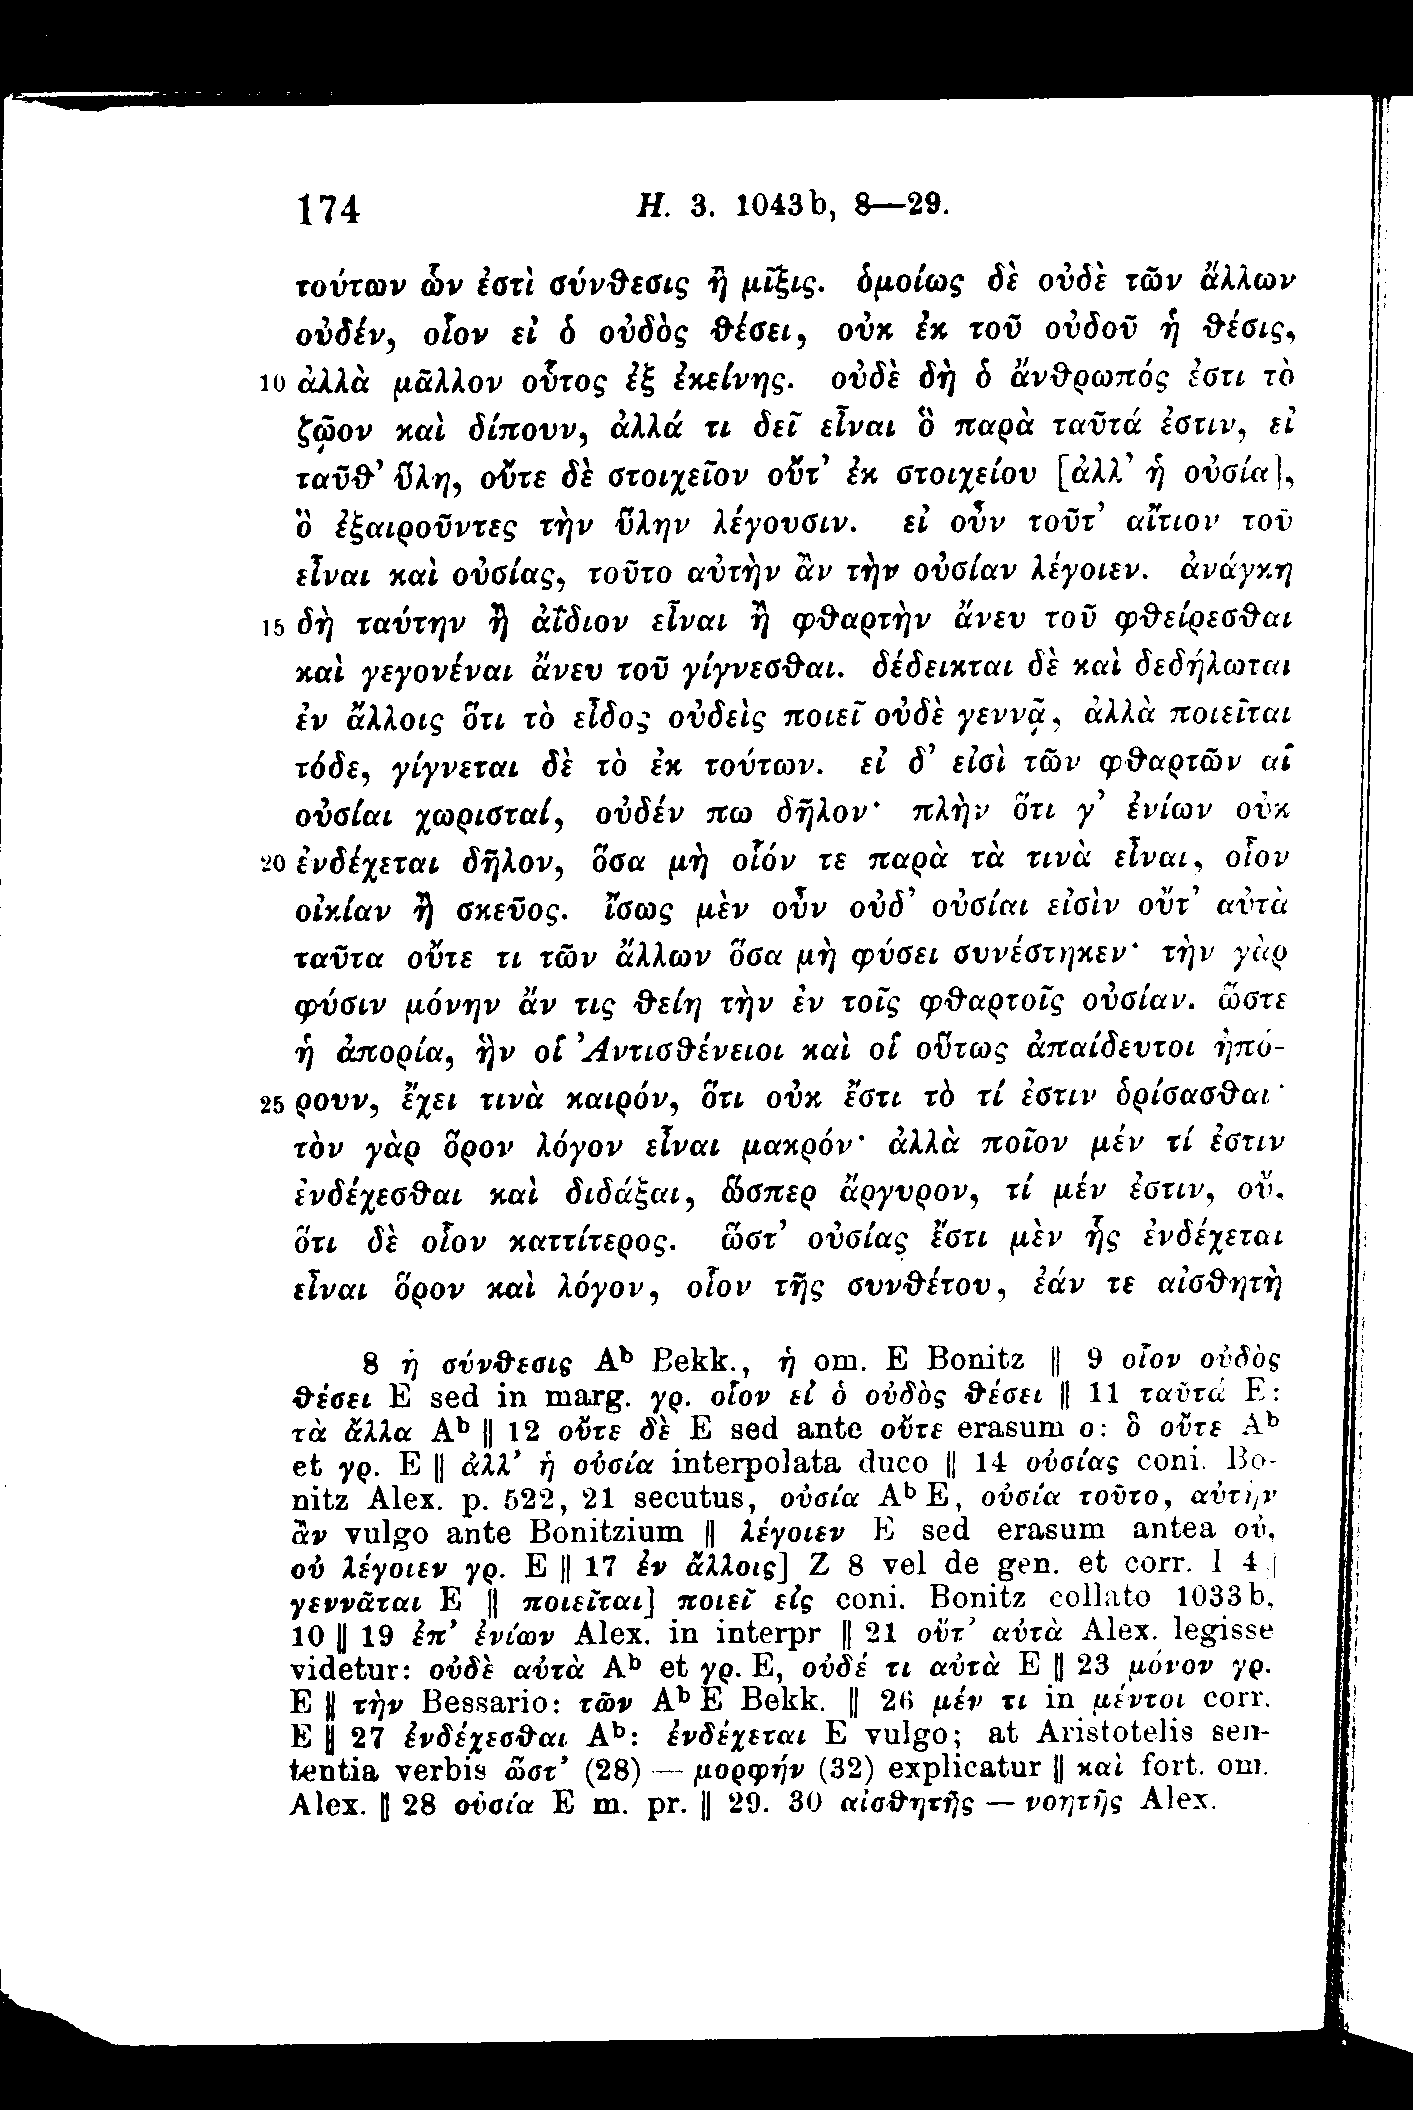 174
H. 3. 1043b, 8—29.
τούτων ὧν ἐστὶ σύνθεσις ἢ μῖξις. ὁμοίως δὲ οὐδὲ τῶν ἄλλων
οὐδέν, οἷον εἰ ὁ οὐδὸς θέσει, οὐκ ἐκ τοῦ οὐδοῦ ἡ θέσις,
10 ἀλλὰ μᾶλλον οὗτος ἐξ ἐκείνης. οὐδὲ δὴ ὁ ἄνθρωπός ἐστι τὸ
ζῷον καὶ δίπουν, ἀλλά τι δεῖ εἶναι ὃ παρὰ ταῦτά ἐστιν, εἰ
ταῦθ’ ὕλη, οὔτε δὲ στοιχεῖον οὔτ’ ἐκ στοιχείου [ἀλλ’ ἡ οὐσία],
ὃ ἐξαιροῦντες τὴν ὕλην λέγουσιν. εἰ οὖν τοῦτ’ αἴτιον τοῦ
εἶναι καὶ οὐσίας, τοῦτο αὐτὴν ἂν τὴν οὐσίαν λέγοιεν. ἀνάγκη
15 δὴ ταύτην ἢ ἀΐδιον εἶναι ἢ φθαρτὴν ἄνευ τοῦ φθείρεσθαι
καὶ γεγονέναι ἄνευ τοῦ γίγνεσθαι. δέδεικται δὲ καὶ δεδήλωται
ἐν ἄλλοις ὅτι τὸ εἶδος οὐδεὶς ποιεῖ οὐδὲ γεννᾷ, ἀλλὰ ποιεῖται
τόδε, γίγνεται δὲ τὸ ἐκ τούτων. εἰ δ’ εἰσὶ τῶν φθαρτῶν αἱ
οὐσίαι χωρισταί, οὐδέν πω δῆλον· πλὴν ὅτι γ’ ἐνίων οὐκ
20 ἐνδέχεται δῆλον, ὅσα μὴ οἷόν τε παρὰ τὰ τινὰ εἶναι, οἷον
οἰκίαν ἢ σκεῦος. ἴσως μὲν οὖν οὐδ’ οὐσίαι εἰσὶν οὔτ’ αὐτὰ
ταῦτα οὔτε τι τῶν ἄλλων ὅσα μὴ φύσει συνέστηκεν· τὴν γὰρ
φύσιν μόνην ἄν τις θείη τὴν ἐν τοῖς φθαρτοῖς οὐσίαν. ὥστε
ἡ ἀπορία, ἣν οἱ Ἀντισθένειοι καὶ οἱ οὕτως ἀπαίδευτοι ἠπό-
25 ρουν, ἔχει τινὰ καιρόν, ὅτι οὐκ ἔστι τὸ τί ἐστιν ὁρίσασθαι·
τὸν γὰρ ὅρον λόγον εἶναι μακρόν· ἀλλὰ ποῖον μέν τί ἐστιν
ἐνδέχεσθαι καὶ διδάξαι, ὥσπερ ἄργυρον, τί μέν ἐστιν, οὔ,
ὅτι δὲ οἷον καττίτερος. ὥστ’ οὐσίας ἔστι μὲν ἧς ἐνδέχεται
εἶναι ὅρον καὶ λόγον, οἷον τῆς συνθέτου, ἐάν τε αἰσθητὴ
8 ἡ σύνθεσις Aᵇ Bekk., ἡ om. E Bonitz || 9 οἷον οὐδὸς
θέσει E sed in marg. γρ. οἷον εἰ ὁ οὐδὸς θέσει || 11 ταῦτά E:
τὰ ἄλλα Aᵇ || 12 οὔτε δὲ E sed ante οὔτε erasum ο: ὃ οὔτε Aᵇ
et γρ. E || ἀλλ’ ἡ οὐσία interpolata duco || 14 οὐσίας coni. Bo-
nitz Alex. p. 522, 21 secutus, οὐσία Aᵇ E, οὐσία τοῦτο, αὐτὴν
ἂν vulgo ante Bonitzium || λέγοιεν E sed erasum antea οὐ,
οὐ λέγοιεν γρ. E || 17 ἐν ἄλλοις] Z 8 vel de gen. et corr. I 4 |
γεννᾶται E || ποιεῖται] ποιεῖ εἰς coni. Bonitz collato 1033b,
10 || 19 ἐπ’ ἐνίων Alex. in interpr || 21 οὔτ’ αὐτὰ Alex. legisse
videtur: οὐδὲ αὐτὰ Aᵇ et γρ. E, οὐδέ τι αὐτὰ E || 23 μόνον γρ.
E || τὴν Bessario: τῶν Aᵇ E Bekk. || 26 μέν τι in μέντοι corr.
E || 27 ἐνδέχεσθαι Aᵇ: ἐνδέχεται E vulgo; at Aristotelis sen-
tentia verbis ὥστ’ (28) — μορφήν (32) explicatur || καὶ fort. om.
Alex. || 28 οὐσία E m. pr. || 29. 30 αἰσθητῆς — νοητῆς Alex.